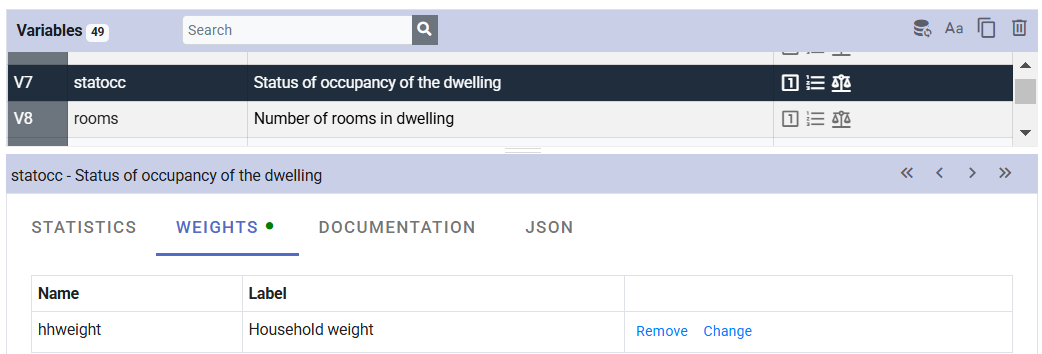 Variables 49 Search Aa
V7 statocc Status of occupancy of the dwelling
V8 rooms Number of rooms in dwelling
statocc - Status of occupancy of the dwelling
STATISTICS WEIGHTS DOCUMENTATION JSON
Name Label
hhweight Household weight Remove Change